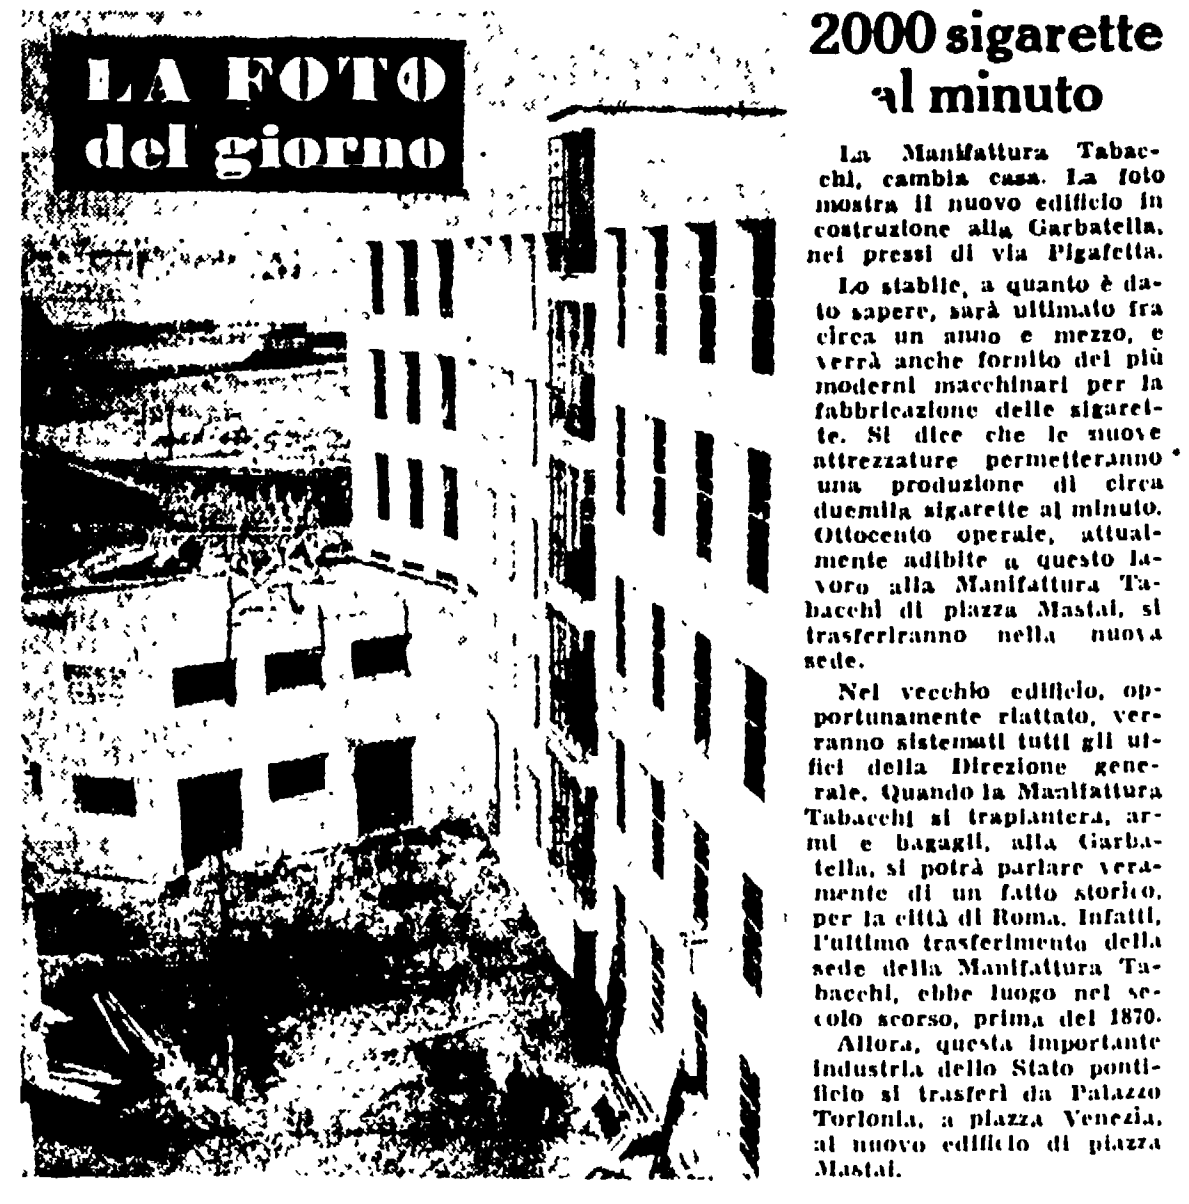 LA FOTO
del giorno
2000 sigarette
al minuto
La Manifattura Tabac-
chi, cambia casa. La foto
mostra il nuovo edificio in
costruzione alla Garbatella,
nei pressi di via Pigafetta.
Lo stabile, a quanto è da-
to sapere, sarà ultimato fra
circa un anno e mezzo, e
verrà anche fornito dei più
moderni macchinari per la
fabbricazione delle sigaret-
te. Si dice che le nuove
attrezzature permetteranno
una produzione di circa
duemila sigarette al minuto.
Ottocento operaie, attual-
mente adibite a questo la-
voro alla Manifattura Ta-
bacchi di piazza Mastai, si
trasferiranno nella nuova
sede.
Nel vecchio edificio, op-
portunamente riattato, ver-
ranno sistemati tutti gli uf-
fici della Direzione gene-
rale. Quando la Manifattura
Tabacchi si trapianterà, ar-
mi e bagagli, alla Garba-
tella, si potrà parlare vera-
mente di un fatto storico,
per la città di Roma. Infatti,
l'ultimo trasferimento della
sede della Manifattura Ta-
bacchi, ebbe luogo nel se-
colo scorso, prima del 1870.
Allora, questa importante
industria dello Stato ponti-
ficio si trasferì da Palazzo
Torlonia, a piazza Venezia,
al nuovo edificio di piazza
Mastai.